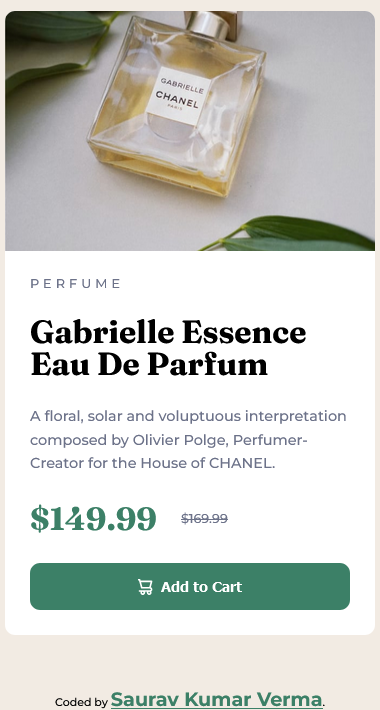 GABRIELLE
CHANEL
PARIS
PERFUME
Gabrielle Essence
Eau De Parfum
A floral, solar and voluptuous interpretation
composed by Olivier Polge, Perfumer-
Creator for the House of CHANEL.
$149.99 $169.99
Add to Cart
Coded by Saurav Kumar Verma.